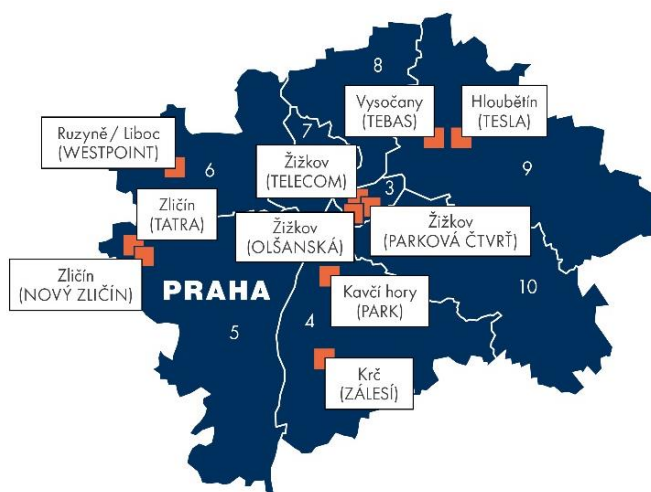 8
Vysočany
(TEBAS)
Hloubětín
(TESLA)
7
Ruzyně / Liboc
(WESTPOINT)
6
Žižkov
(TELECOM)
3
9
Zličín
(TATRA)
Žižkov
(OLŠANSKÁ)
Žižkov
(PARKOVÁ ČTVRŤ)
Zličín
(NOVÝ ZLIČÍN)
PRAHA
Kavčí hory
(PARK)
10
5
4
Krč
(ZÁLESÍ)